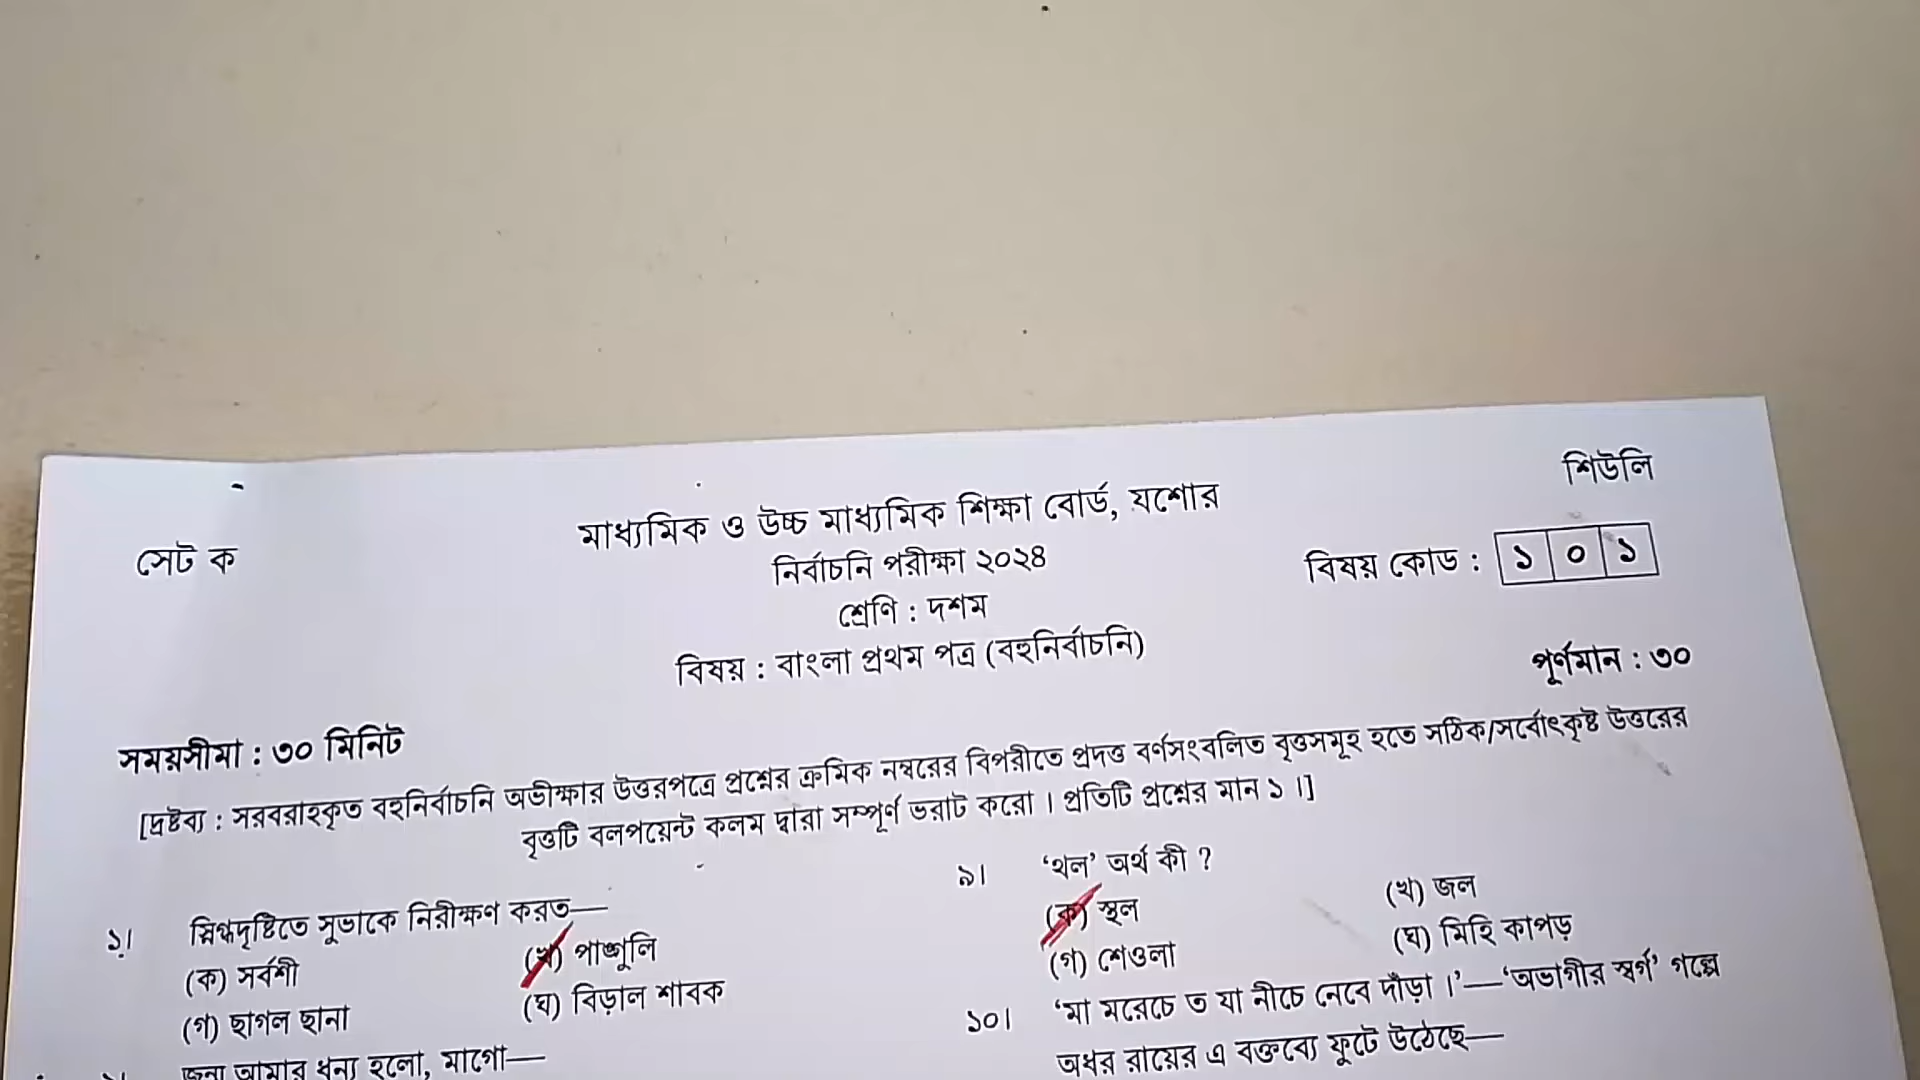 শিউলি
মাধ্যমিক ও উচ্চ মাধ্যমিক শিক্ষা বোর্ড, যশোর
সেট ক
নির্বাচনি পরীক্ষা ২০২৪
বিষয় কোড : ১ ০ ১
শ্রেণি : দশম
বিষয় : বাংলা প্রথম পত্র (বহুনির্বাচনি)
পূর্ণমান : ৩০
সময়সীমা : ৩০ মিনিট
[দ্রষ্টব্য : সরবরাহকৃত বহুনির্বাচনি অভীক্ষার উত্তরপত্রে প্রশ্নের ক্রমিক নম্বরের বিপরীতে প্রদত্ত বর্ণসংবলিত বৃত্তসমূহ হতে সঠিক/সর্বোৎকৃষ্ট উত্তরের
বৃত্তটি বলপয়েন্ট কলম দ্বারা সম্পূর্ণ ভরাট করো । প্রতিটি প্রশ্নের মান ১ ।]
১। স্নিগ্ধদৃষ্টিতে সুভাকে নিরীক্ষণ করত—
(ক) সর্বশী (খ) পাঙ্গুলি
(গ) ছাগল ছানা (ঘ) বিড়াল শাবক
জন্ম আমার ধন্য হলো, মাগো—
৯। ‘থল’ অর্থ কী ?
(ক) স্থল (খ) জল
(গ) শেওলা (ঘ) মিহি কাপড়
১০। ‘মা মরেচে ত যা নীচে নেবে দাঁড়া ।’—‘অভাগীর স্বর্গ’ গল্পে
অধর রায়ের এ বক্তব্যে ফুটে উঠেছে—